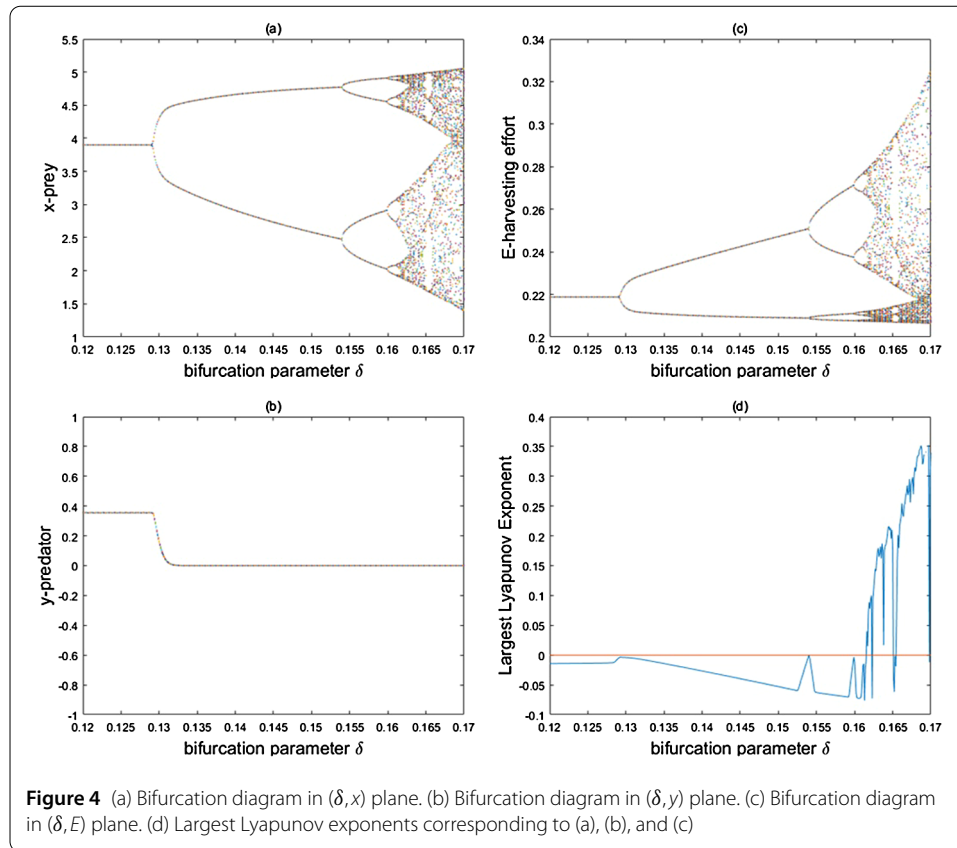 (a)
5.5
5
4.5
4
3.5
3
2.5
2
1.5
1
x-prey
0.12 0.125 0.13 0.135 0.14 0.145 0.15 0.155 0.16 0.165 0.17
bifurcation parameter δ
(c)
0.34
0.32
0.3
0.28
0.26
0.24
0.22
0.2
E-harvesting effort
0.12 0.125 0.13 0.135 0.14 0.145 0.15 0.155 0.16 0.165 0.17
bifurcation parameter δ
(b)
1
0.8
0.6
0.4
0.2
0
-0.2
-0.4
-0.6
-0.8
-1
y-predator
0.12 0.125 0.13 0.135 0.14 0.145 0.15 0.155 0.16 0.165 0.17
bifurcation parameter δ
(d)
0.4
0.35
0.3
0.25
0.2
0.15
0.1
0.05
0
-0.05
-0.1
Largest Lyapunov Exponent
0.12 0.125 0.13 0.135 0.14 0.145 0.15 0.155 0.16 0.165 0.17
bifurcation parameter δ
Figure 4 (a) Bifurcation diagram in (δ, x) plane. (b) Bifurcation diagram in (δ, y) plane. (c) Bifurcation diagram
in (δ, E) plane. (d) Largest Lyapunov exponents corresponding to (a), (b), and (c)